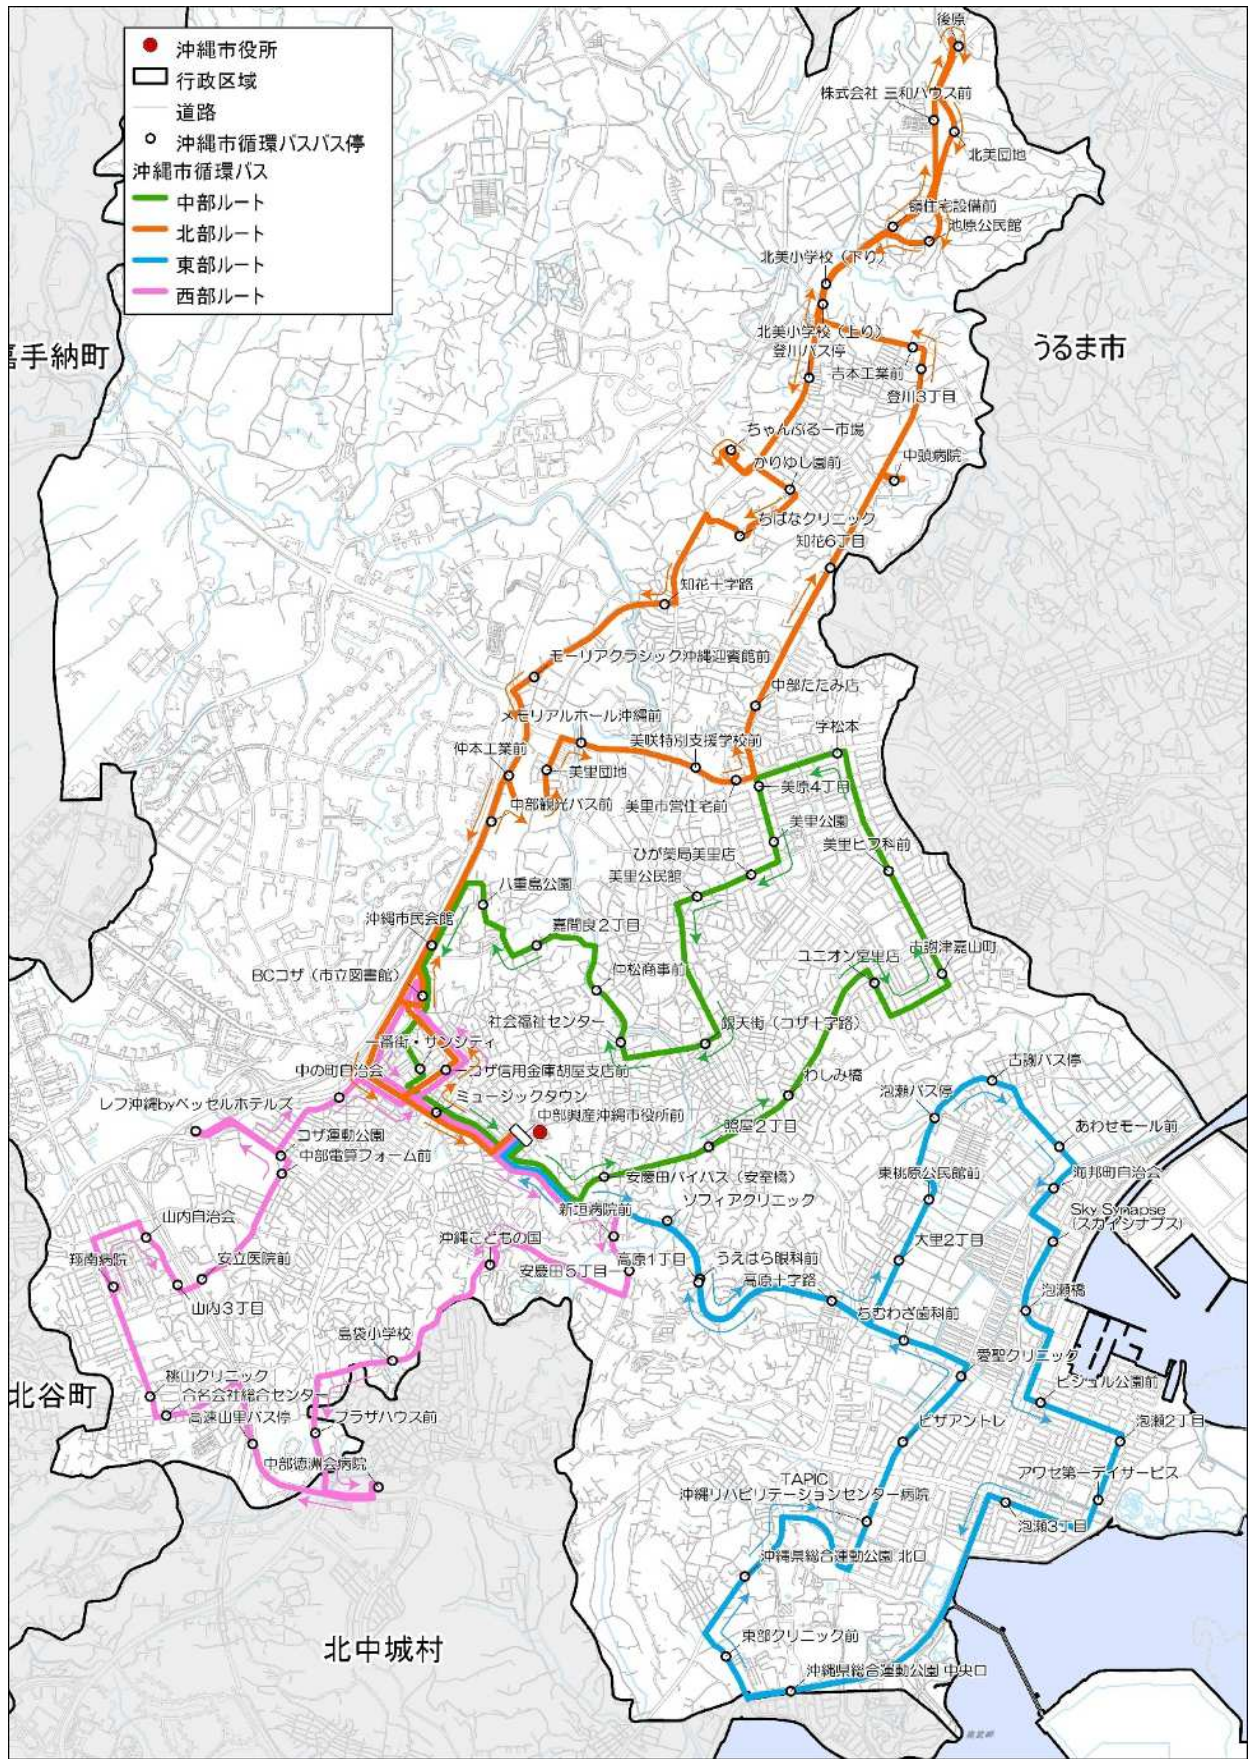 沖縄市役所
行政区域
道路
沖縄市循環バスバス停
沖縄市循環バス
中部ルート
北部ルート
東部ルート
西部ルート
後原
株式会社 三和ハウス前
北美団地
嶺住宅設備前
池原公民館
北美小学校（下り）
北美小学校（上り）
登川バス停
吉本工業前
登川3丁目
嘉手納町
うるま市
ちゃんぷるー市場
かりゆし園前
中頭病院
ちばなクリニック
知花6丁目
知花十字路
モーリアクラシック沖縄迎賓館前
中部たたみ店
メモリアルホール沖縄前
字松本
仲本工業前
美咲特別支援学校前
美里団地
美原4丁目
中部観光バス前
美里市営住宅前
美里公園
美里ヒフ科前
ひが薬局美里店
美里公民館
八重島公園
沖縄市民会館
嘉間良2丁目
ユニオン宮里店
古謝津嘉山町
BCコザ（市立図書館）
仲松商事前
社会福祉センター
銀天街（コザ十字路）
一番街・サンシティ
中の町自治会
コザ信用金庫胡屋支店前
古謝バス停
わしみ橋
泡瀬バス停
レフ沖縄byベッセルホテルズ
ミュージックタウン
中部興産沖縄市役所前
照屋2丁目
あわせモール前
コザ運動公園
中部電算フォーム前
東桃原公民館前
海邦町自治会
安慶田バイパス（安室橋）
ソフィアクリニック
新垣病院前
Sky Synapse
(スカイシナプス)
山内自治会
沖縄こどもの国
大里2丁目
翔南病院
安立医院前
安慶田5丁目
高原1丁目
うえはら眼科前
高原十字路
泡瀬橋
山内3丁目
ちむわざ歯科前
島袋小学校
愛聖クリニック
桃山クリニック
合名会社総合センター
北谷町
ビジュル公園前
高速山里バス停
プラザハウス前
ピザアントレ
泡瀬2丁目
中部徳洲会病院
TAPIC
沖縄リハビリテーションセンター病院
アワセ第一デイサービス
泡瀬3丁目
沖縄県総合運動公園 北口
東部クリニック前
北中城村
沖縄県総合運動公園 中央口